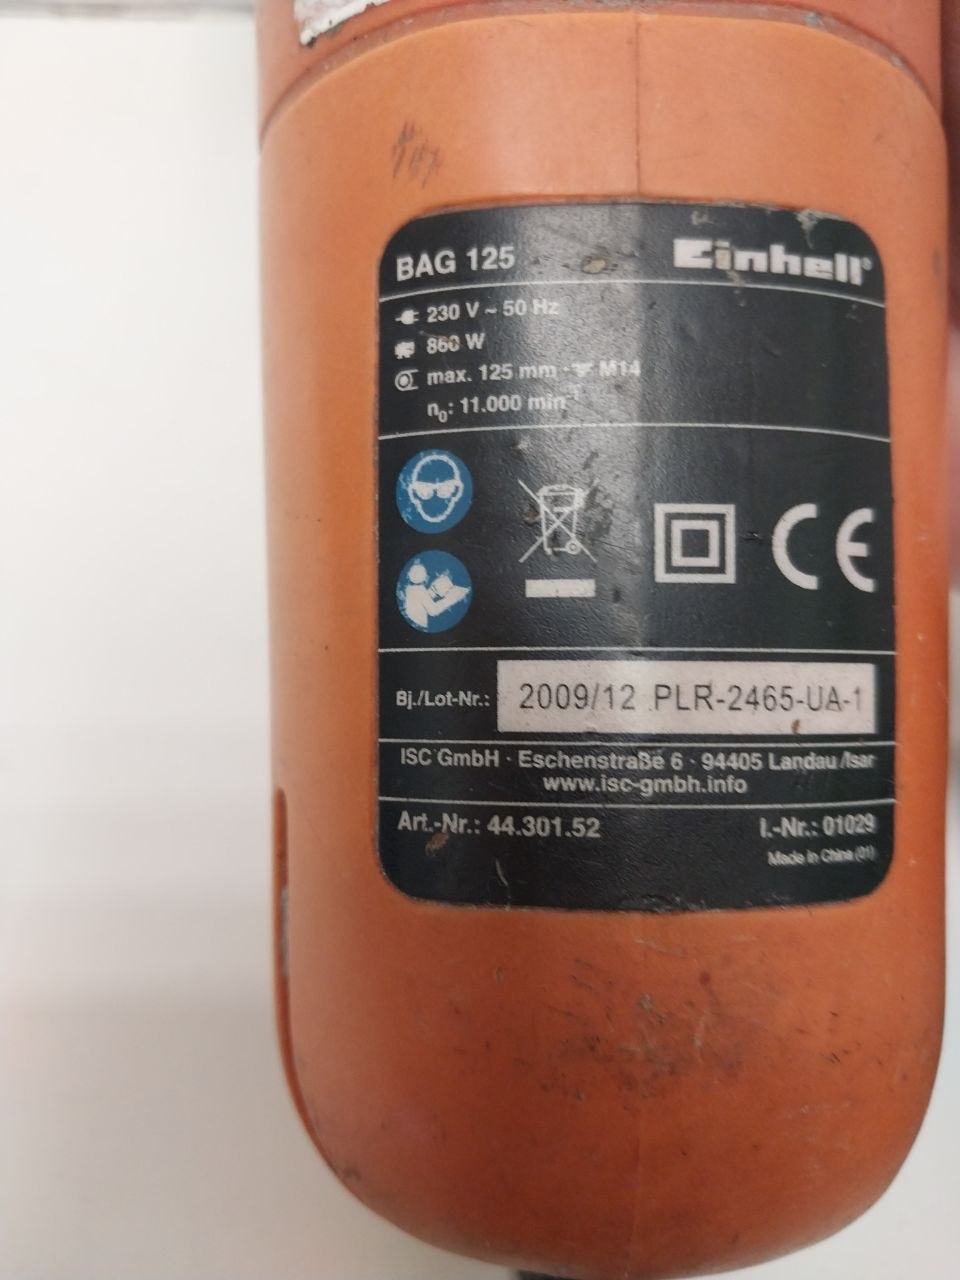 BAG 125
Einhell®
230 V ~ 50 Hz
860 W
max. 125 mm · M14
n₀: 11.000 min⁻¹
CE
Bj./Lot-Nr.: 2009/12 PLR-2465-UA-1
ISC GmbH · Eschenstraße 6 · 94405 Landau/Isar
www.isc-gmbh.info
Art.-Nr.: 44.301.52 I.-Nr.: 01029
Made in China (01)